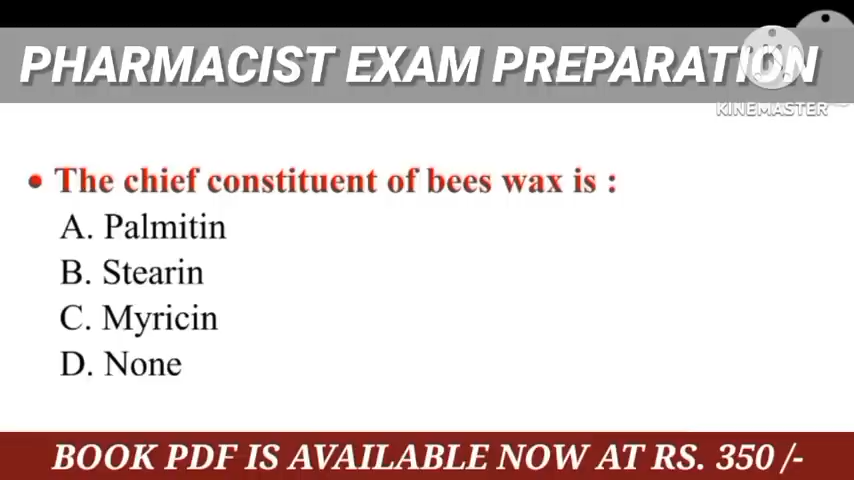 PHARMACIST EXAM PREPARATION
KINEMASTER
• The chief constituent of bees wax is :
A. Palmitin
B. Stearin
C. Myricin
D. None
BOOK PDF IS AVAILABLE NOW AT RS. 350 /-